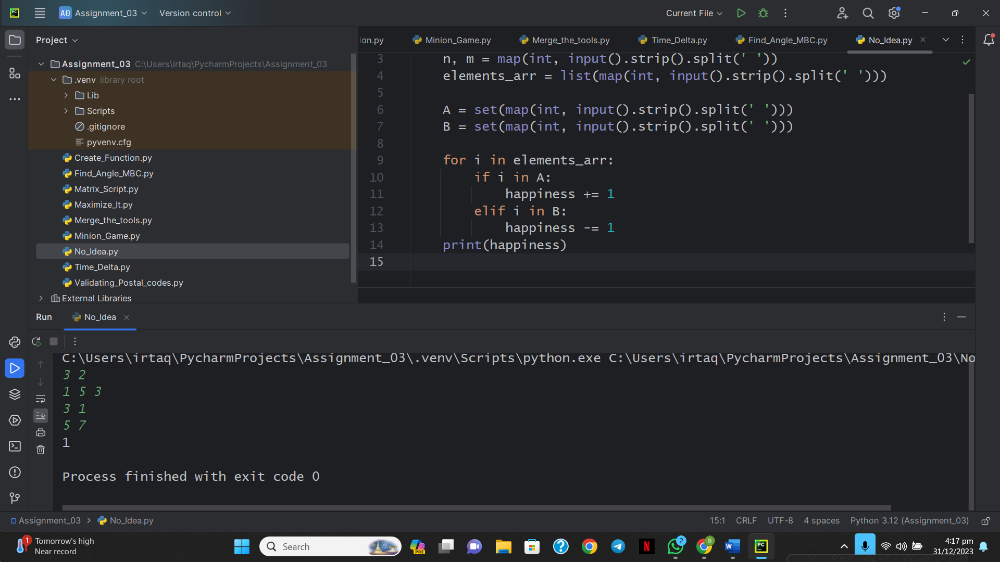 PC
A0 Assignment_03
Version control
Current File
Project
ion.py
Minion_Game.py
Merge_the_tools.py
Time_Delta.py
Find_Angle_MBC.py
No_Idea.py
Assignment_03 C:\Users\irtaq\PycharmProjects\Assignment_03
.venv library root
Lib
Scripts
.gitignore
pyvenv.cfg
Create_Function.py
Find_Angle_MBC.py
Matrix_Script.py
Maximize_It.py
Merge_the_tools.py
Minion_Game.py
No_Idea.py
Time_Delta.py
Validating_Postal_codes.py
External Libraries
3 n, m = map(int, input().strip().split(' '))
4 elements_arr = list(map(int, input().strip().split(' ')))
5
6 A = set(map(int, input().strip().split(' ')))
7 B = set(map(int, input().strip().split(' ')))
8
9 for i in elements_arr:
10 if i in A:
11 happiness += 1
12 elif i in B:
13 happiness -= 1
14 print(happiness)
15
Run No_Idea
C:\Users\irtaq\PycharmProjects\Assignment_03\.venv\Scripts\python.exe C:\Users\irtaq\PycharmProjects\Assignment_03\No
3 2
1 5 3
3 1
5 7
1
Process finished with exit code 0
Assignment_03 > No_Idea.py
15:1 CRLF UTF-8 4 spaces Python 3.12 (Assignment_03)
1
Tomorrow's high
Near record
Search
PRE
N
2
B
W
PC
4:17 pm
31/12/2023